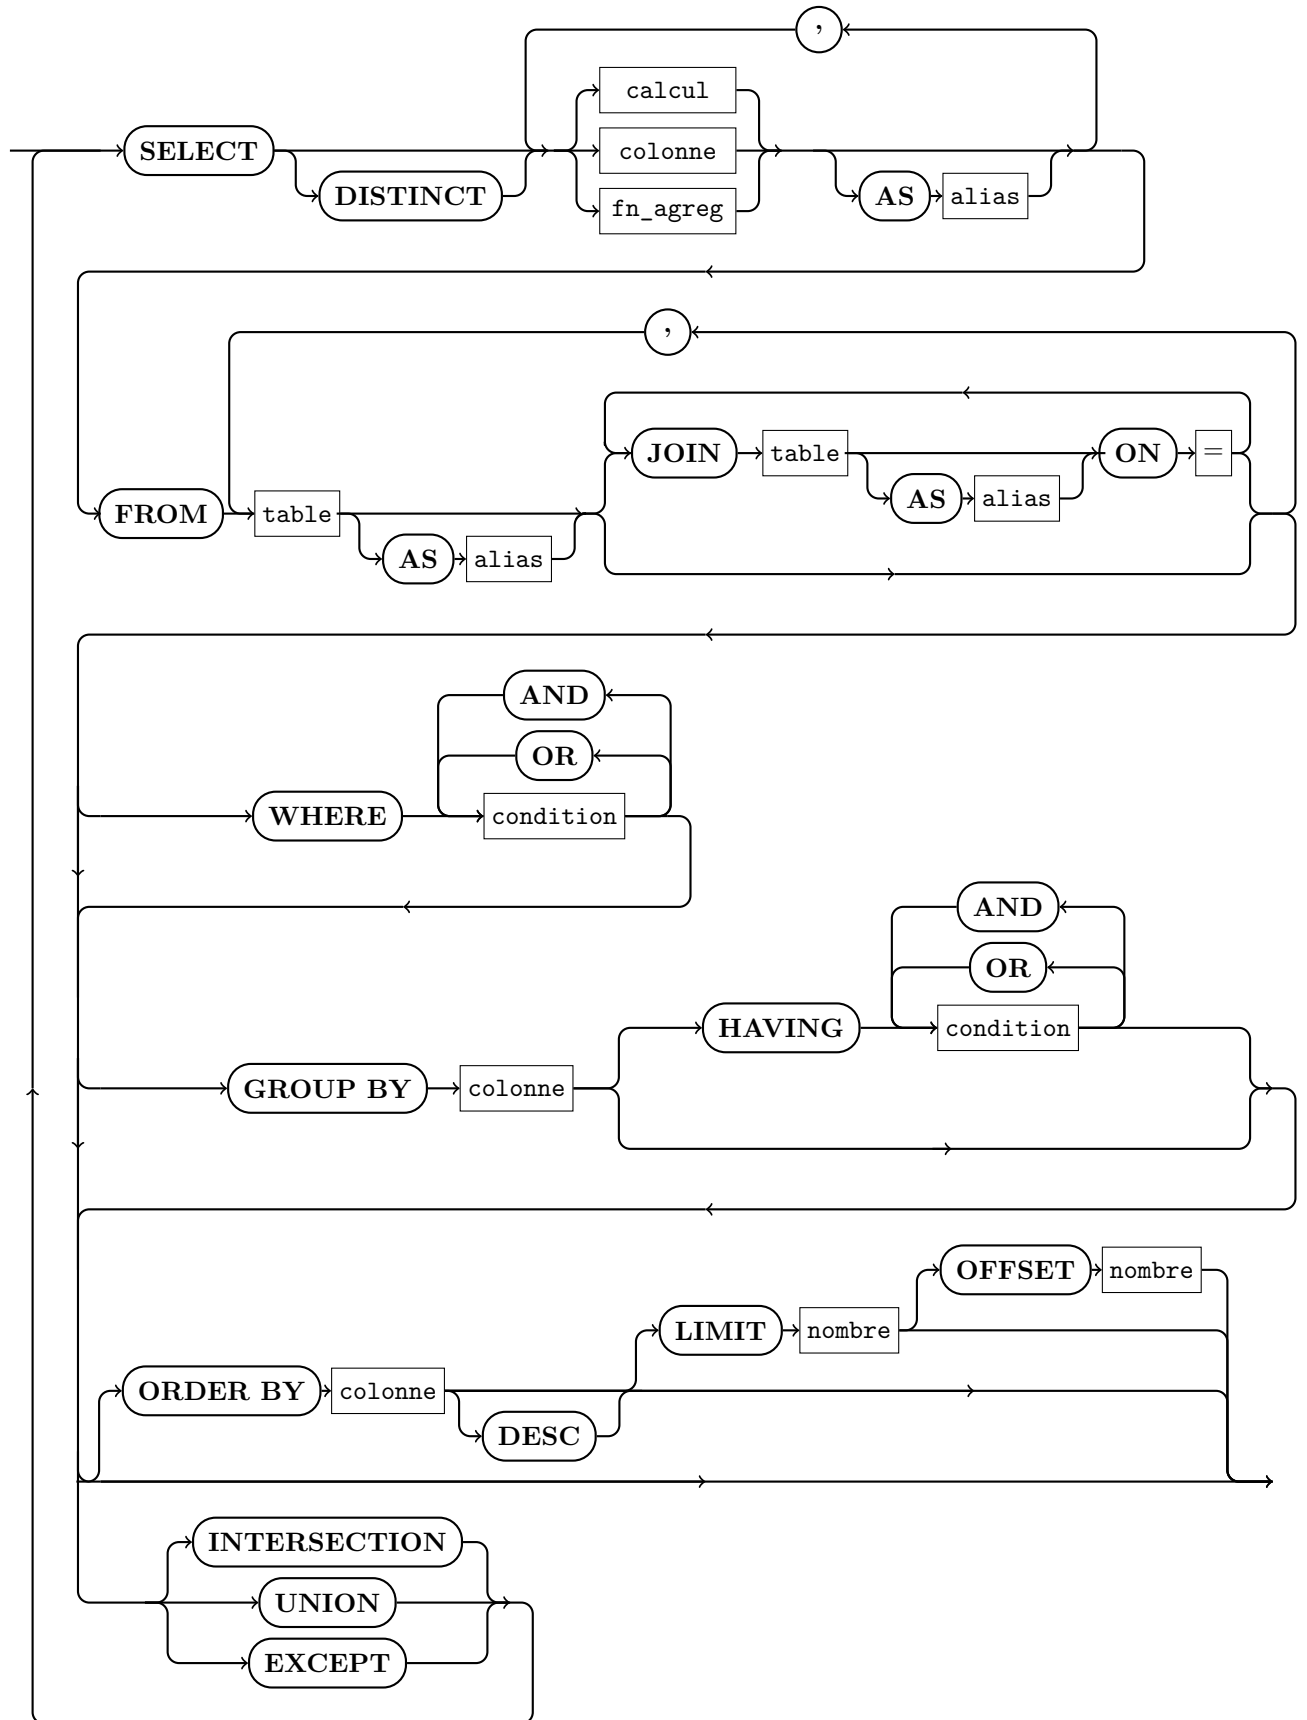 ,
calcul
SELECT colonne
DISTINCT fn_agreg AS alias
,
JOIN table ON =
AS alias
FROM table
AS alias
AND
OR
WHERE condition
AND
OR
HAVING condition
GROUP BY colonne
OFFSET nombre
LIMIT nombre
ORDER BY colonne
DESC
INTERSECTION
UNION
EXCEPT